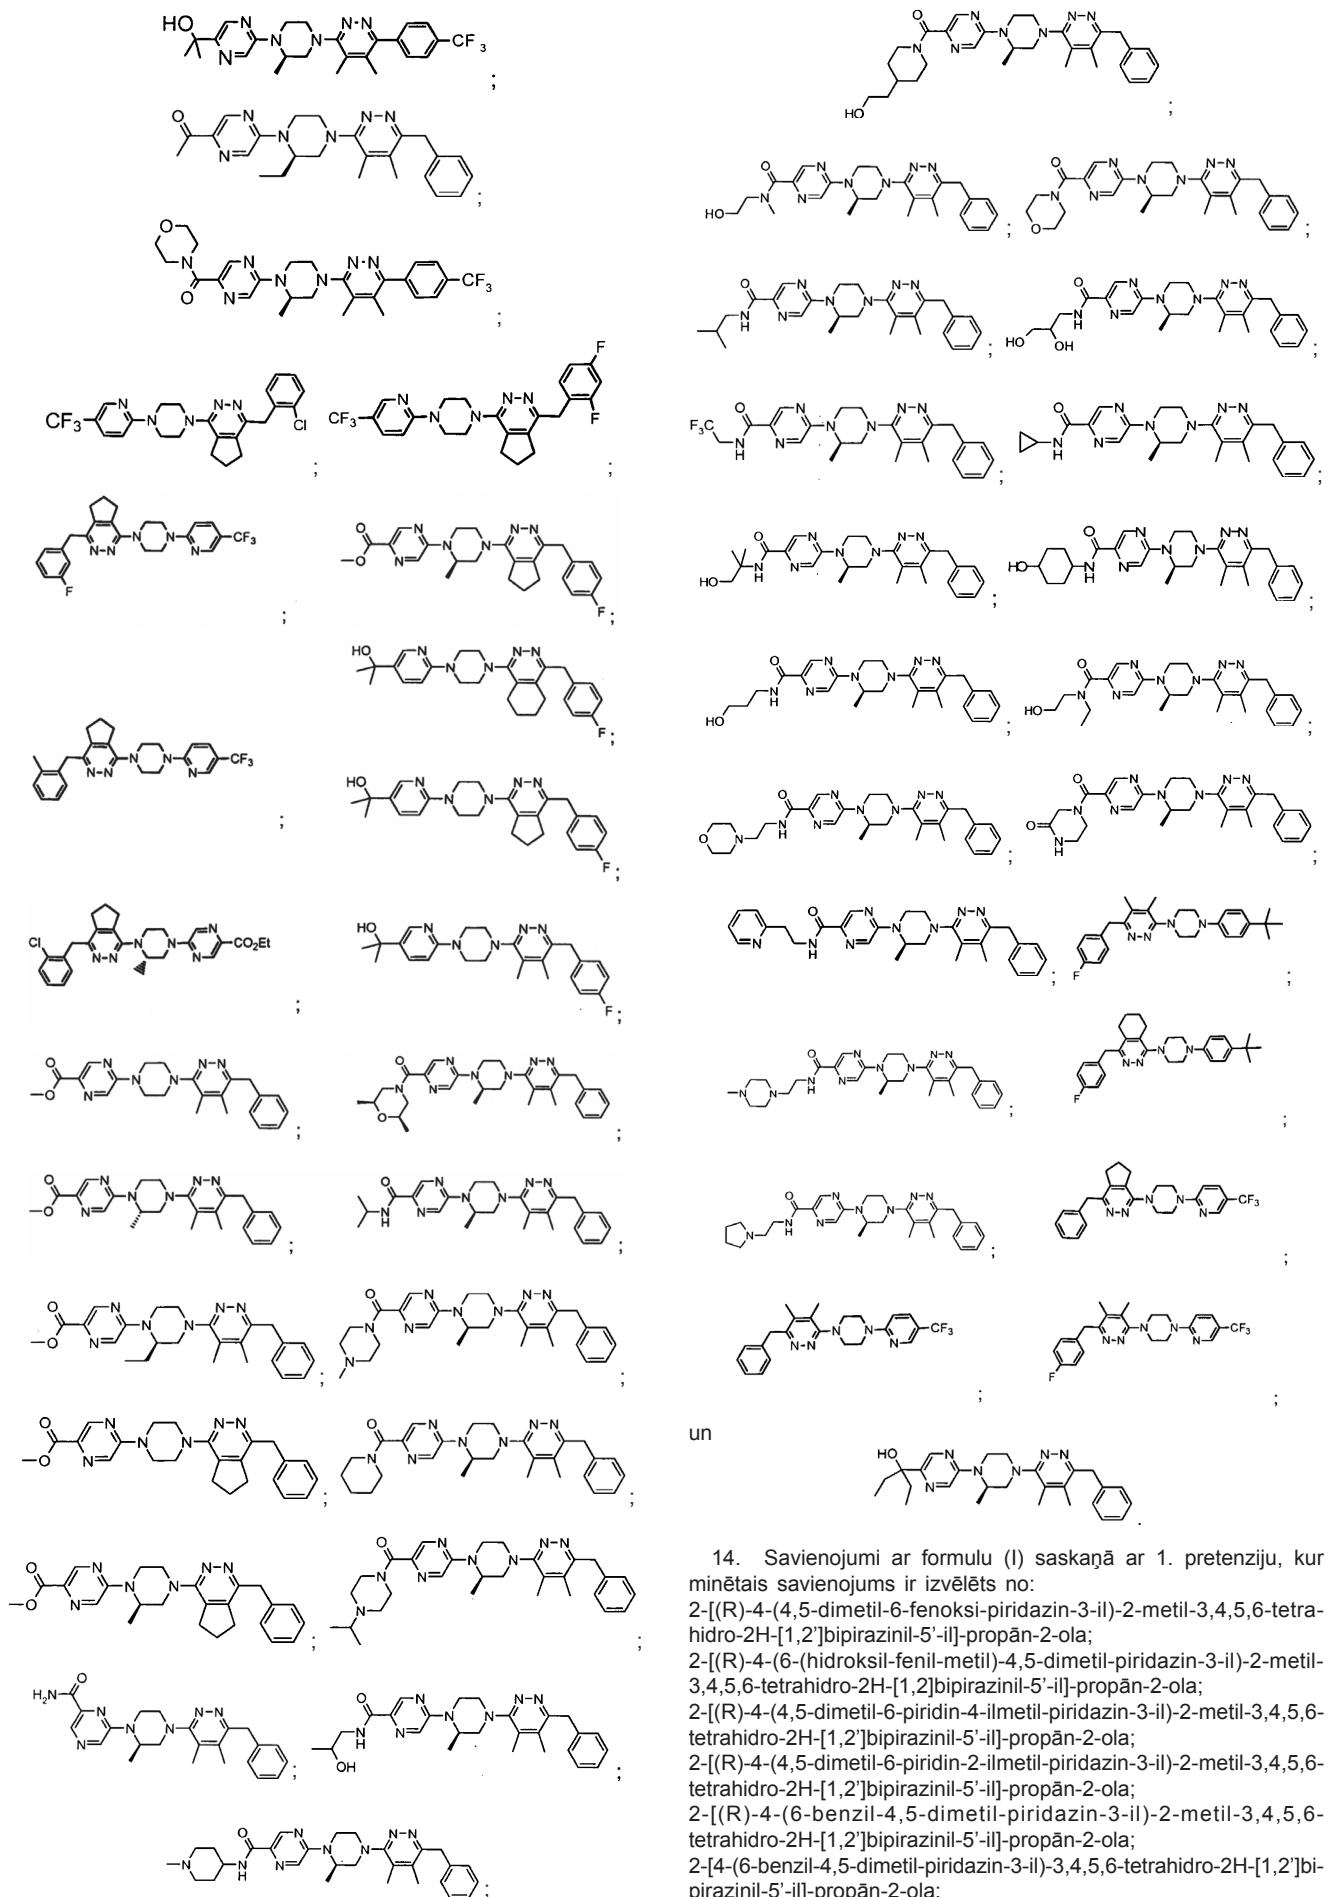 un
14. Savienojumi ar formulu (I) saskaņā ar 1. pretenziju, kur
minētais savienojums ir izvēlēts no:
2-[(R)-4-(4,5-dimetil-6-fenoksi-piridazin-3-il)-2-metil-3,4,5,6-tetra-
hidro-2H-[1,2’]bipirazinil-5’-il]-propān-2-ola;
2-[(R)-4-(6-(hidroksil-fenil-metil)-4,5-dimetil-piridazin-3-il)-2-metil-
3,4,5,6-tetrahidro-2H-[1,2]bipirazinil-5’-il]-propān-2-ola;
2-[(R)-4-(4,5-dimetil-6-piridin-4-ilmetil-piridazin-3-il)-2-metil-3,4,5,6-
tetrahidro-2H-[1,2’]bipirazinil-5’-il]-propān-2-ola;
2-[(R)-4-(4,5-dimetil-6-piridin-2-ilmetil-piridazin-3-il)-2-metil-3,4,5,6-
tetrahidro-2H-[1,2’]bipirazinil-5’-il]-propān-2-ola;
2-[(R)-4-(6-benzil-4,5-dimetil-piridazin-3-il)-2-metil-3,4,5,6-
tetrahidro-2H-[1,2’]bipirazinil-5’-il]-propān-2-ola;
2-[4-(6-benzil-4,5-dimetil-piridazin-3-il)-3,4,5,6-tetrahidro-2H-[1,2’]bi-
pirazinil-5’-il]-propān-2-ola;